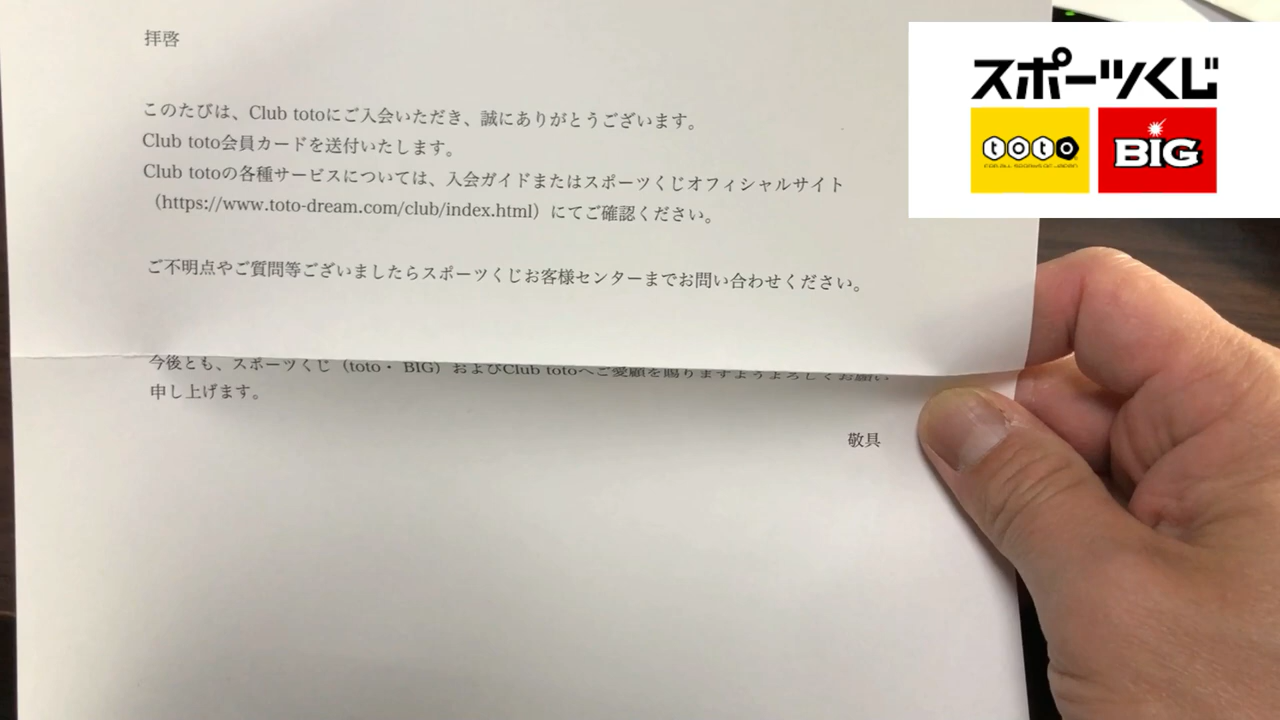 拝啓
このたびは、Club totoにご入会いただき、誠にありがとうございます。
Club toto会員カードを送付いたします。
Club totoの各種サービスについては、入会ガイドまたはスポーツくじオフィシャルサイト
（https://www.toto-dream.com/club/index.html）にてご確認ください。
ご不明点やご質問等ございましたらスポーツくじお客様センターまでお問い合わせください。
今後とも、スポーツくじ（toto・ BIG）およびClub totoへご愛顧を賜りますようよろしくお願い
申し上げます。
敬具
スポーツくじ
toto
FOR ALL SPORTS OF JAPAN
BIG